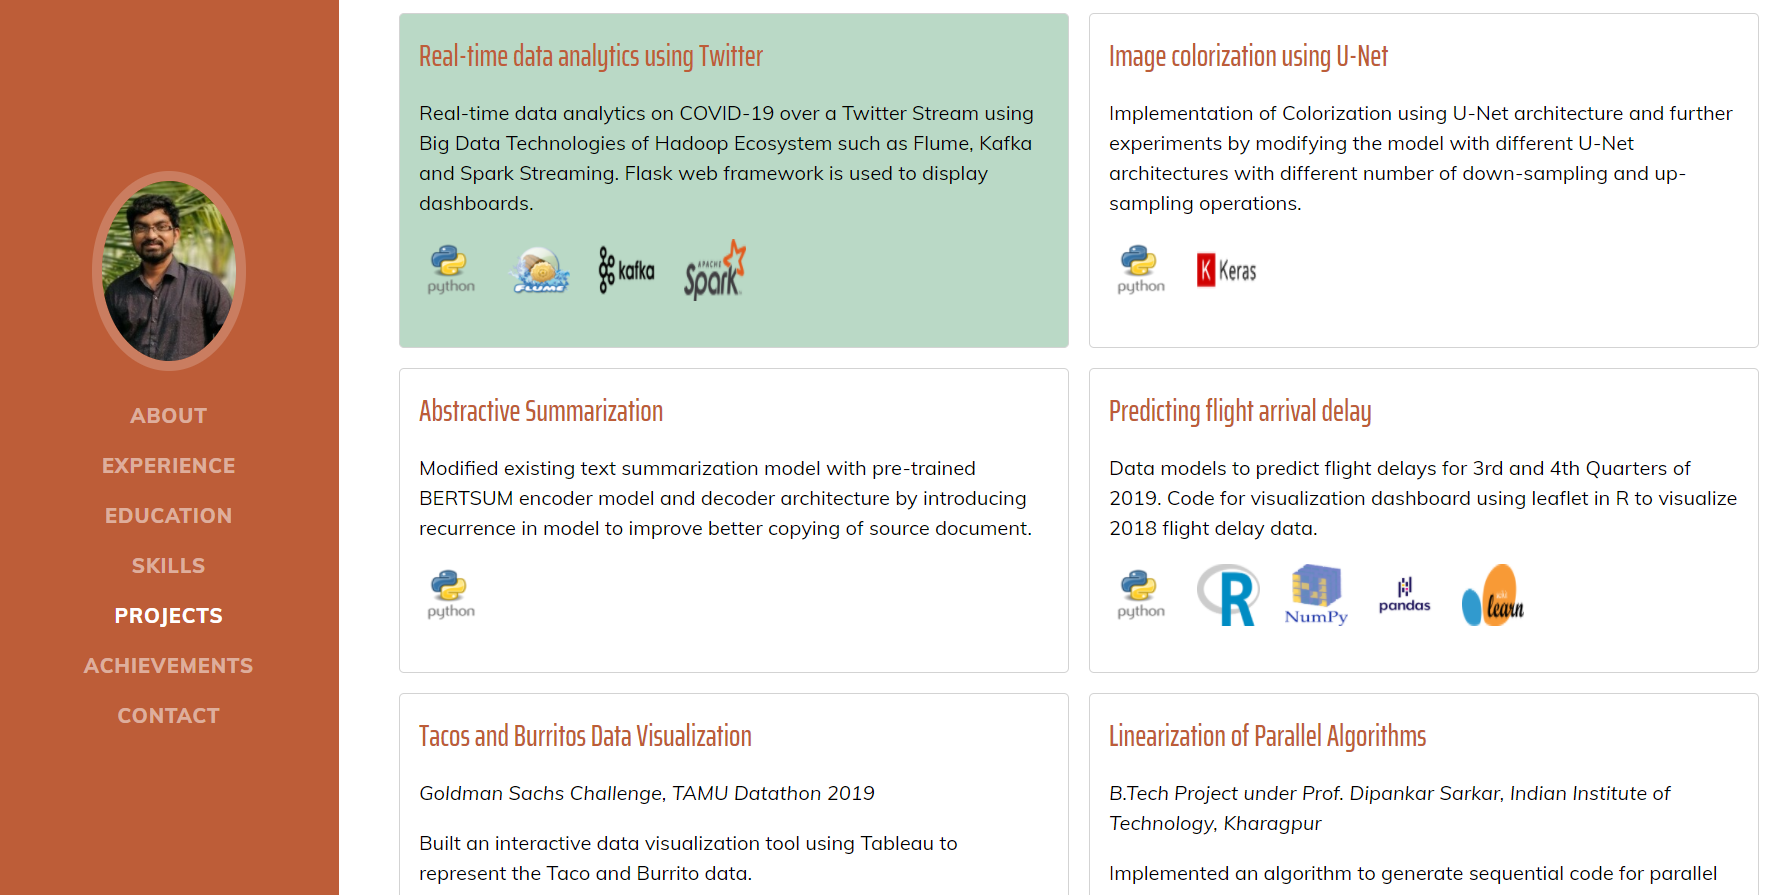 ABOUT
EXPERIENCE
EDUCATION
SKILLS
PROJECTS
ACHIEVEMENTS
CONTACT
Real-time data analytics using Twitter
Real-time data analytics on COVID-19 over a Twitter Stream using
Big Data Technologies of Hadoop Ecosystem such as Flume, Kafka
and Spark Streaming. Flask web framework is used to display
dashboards.
python
FLUME
kafka
APACHE
Spark
Image colorization using U-Net
Implementation of Colorization using U-Net architecture and further
experiments by modifying the model with different U-Net
architectures with different number of down-sampling and up-
sampling operations.
python
K Keras
Abstractive Summarization
Modified existing text summarization model with pre-trained
BERTSUM encoder model and decoder architecture by introducing
recurrence in model to improve better copying of source document.
python
Predicting flight arrival delay
Data models to predict flight delays for 3rd and 4th Quarters of
2019. Code for visualization dashboard using leaflet in R to visualize
2018 flight delay data.
python
R
NumPy
pandas
scikit
learn
Tacos and Burritos Data Visualization
Goldman Sachs Challenge, TAMU Datathon 2019
Built an interactive data visualization tool using Tableau to
represent the Taco and Burrito data.
Linearization of Parallel Algorithms
B.Tech Project under Prof. Dipankar Sarkar, Indian Institute of
Technology, Kharagpur
Implemented an algorithm to generate sequential code for parallel